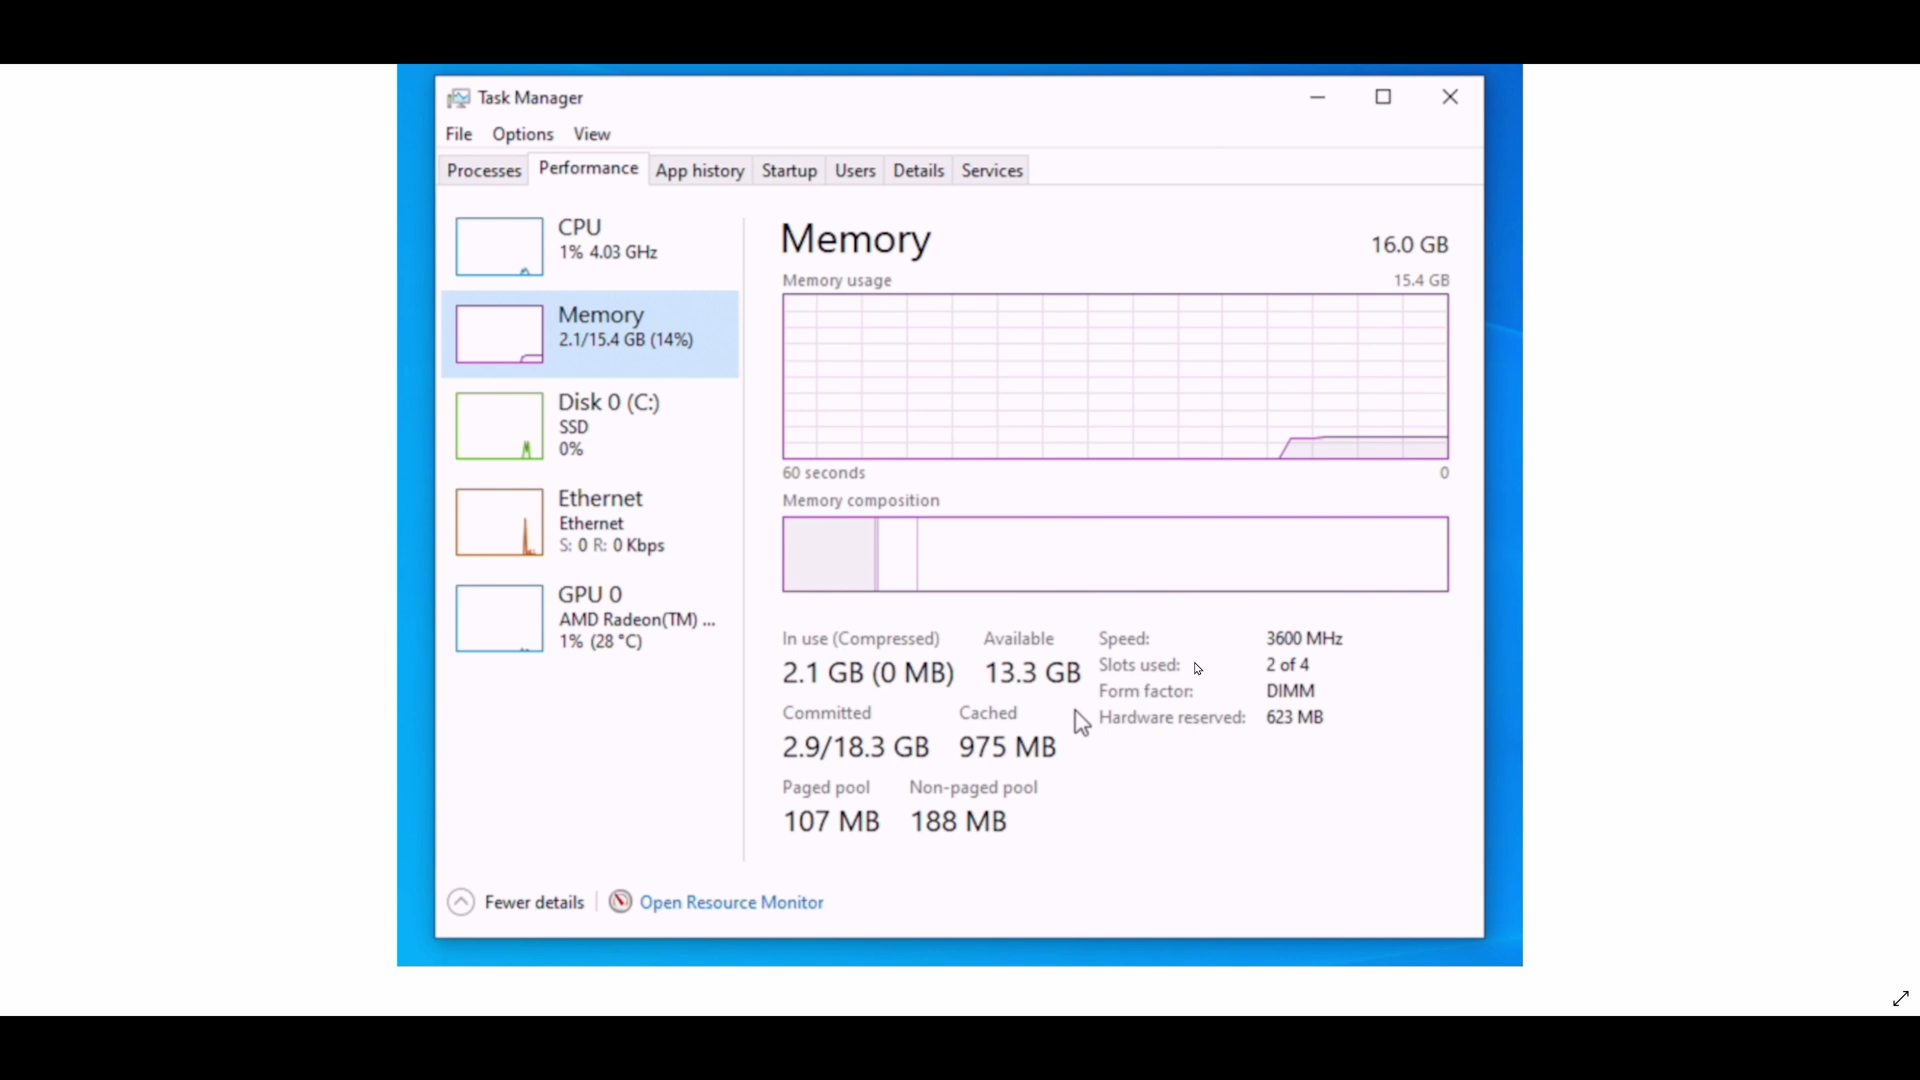 Task Manager
File Options View
Processes Performance App history Startup Users Details Services
CPU
1% 4.03 GHz
Memory
2.1/15.4 GB (14%)
Disk 0 (C:)
SSD
0%
Ethernet
Ethernet
S: 0 R: 0 Kbps
GPU 0
AMD Radeon(TM) ...
1% (28 °C)
Memory 16.0 GB
Memory usage 15.4 GB
60 seconds 0
Memory composition
In use (Compressed) Available
2.1 GB (0 MB) 13.3 GB
Committed Cached
2.9/18.3 GB 975 MB
Paged pool Non-paged pool
107 MB 188 MB
Speed: 3600 MHz
Slots used: 2 of 4
Form factor: DIMM
Hardware reserved: 623 MB
Fewer details Open Resource Monitor